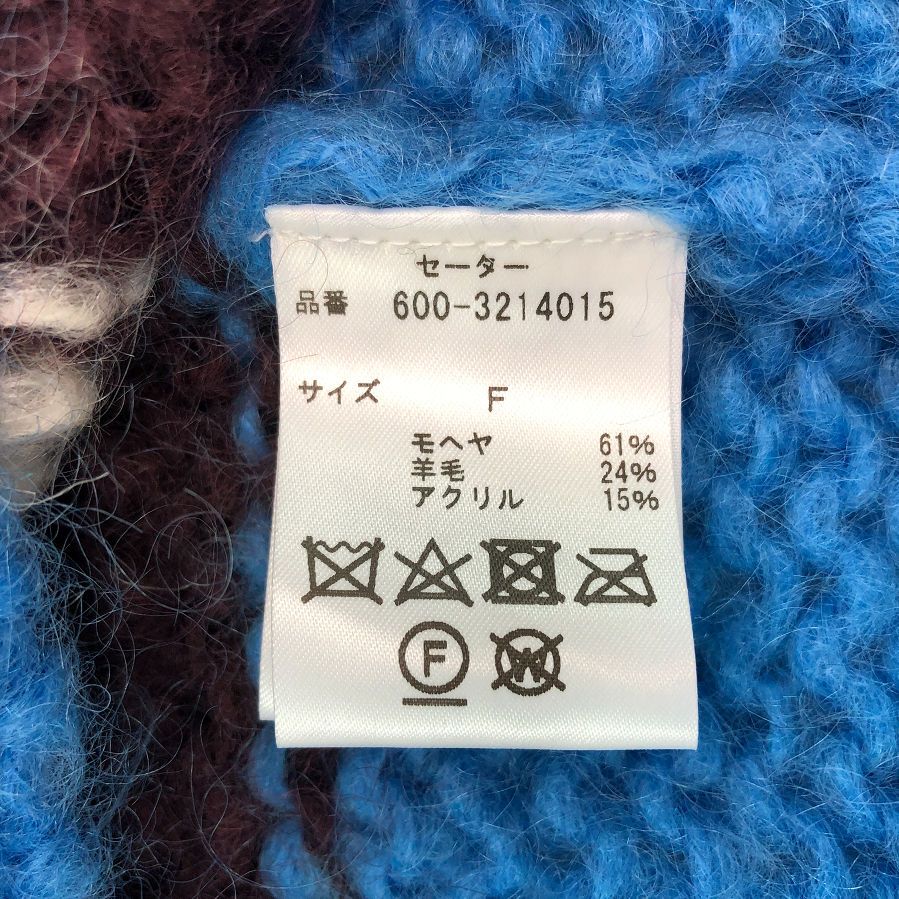 セーター
品番 600-3214015
サイズ F
モヘヤ 61%
羊毛 24%
アクリル 15%
F W